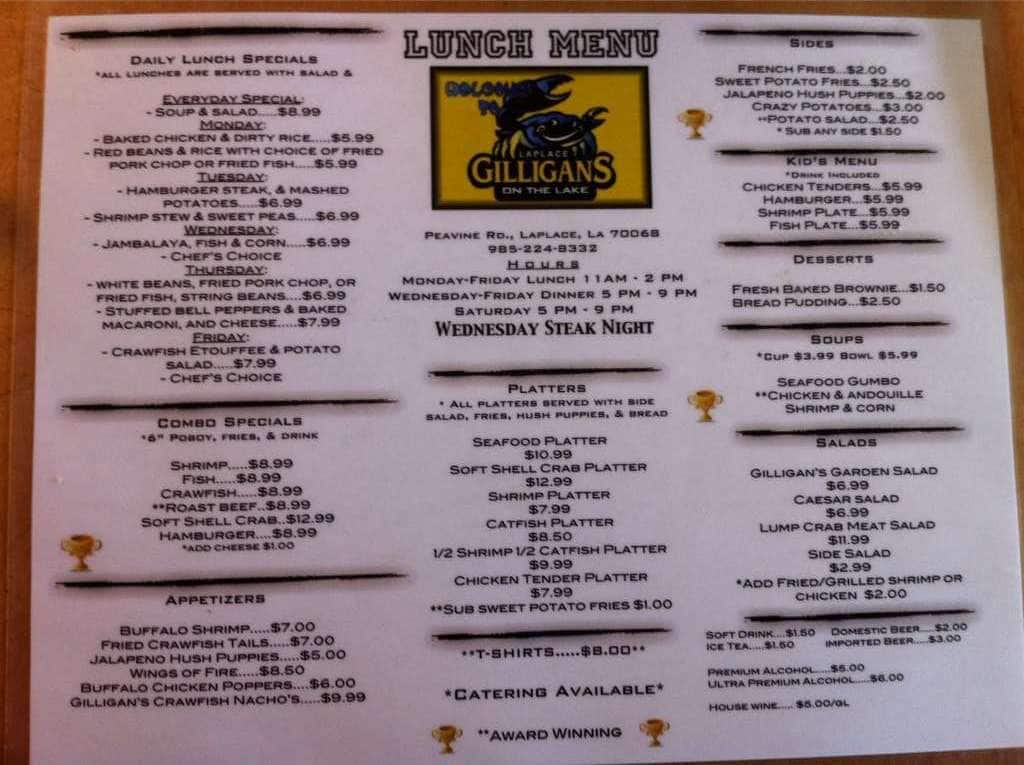 Daily Lunch Specials
*all lunches are served with salad &
Everyday Special:
- Soup & Salad.....$8.99
Monday:
- Baked Chicken & Dirty Rice.....$5.99
- Red Beans & Rice with choice of fried
pork chop or fried fish.....$5.99
Tuesday:
- Hamburger Steak, & Mashed
Potatoes.....$6.99
- Shrimp Stew & Sweet Peas.....$6.99
Wednesday:
- Jambalaya, Fish & Corn.....$6.99
- Chef's Choice
Thursday:
- white beans, fried pork chop, or
fried fish, string beans....$6.99
- Stuffed bell peppers & baked
macaroni, and cheese.....$7.99
Friday:
- Crawfish Etouffee & Potato
Salad.....$7.99
- Chef's Choice
Combo Specials
*6" Poboy, fries, & drink
Shrimp.....$8.99
Fish.....$8.99
Crawfish.....$8.99
**Roast Beef..$8.99
Soft Shell Crab..$12.99
Hamburger....$8.99
*add cheese $1.00
Appetizers
Buffalo Shrimp.....$7.00
Fried Crawfish Tails.....$7.00
Jalapeno Hush Puppies.....$5.00
Wings of Fire.....$8.50
Buffalo Chicken Poppers....$6.00
Gilligan's Crawfish Nacho's.....$9.99
LUNCH MENU
LAPLACE
GILLIGANS
ON THE LAKE
Peavine Rd., Laplace, La 70068
985-224-8332
Hours
Monday-Friday Lunch 11am - 2 pm
Wednesday-Friday Dinner 5 pm - 9 pm
Saturday 5 pm - 9 pm
Wednesday Steak Night
Platters
* All platters served with side
salad, fries, hush puppies, & bread
Seafood Platter
$10.99
Soft Shell Crab Platter
$12.99
Shrimp Platter
$7.99
Catfish Platter
$8.50
1/2 Shrimp 1/2 Catfish Platter
$9.99
Chicken Tender Platter
$7.99
**Sub sweet potato fries $1.00
**T-Shirts.....$8.00**
*Catering Available*
**Award Winning
Sides
French Fries...$2.00
Sweet Potato Fries...$2.50
Jalapeno Hush Puppies...$2.00
Crazy Potatoes...$3.00
**Potato salad...$2.50
* Sub any side $1.50
Kid's Menu
*Drink Included
Chicken Tenders...$5.99
Hamburger...$5.99
Shrimp Plate...$5.99
Fish Plate...$5.99
Desserts
Fresh Baked Brownie...$1.50
Bread Pudding...$2.50
Soups
*Cup $3.99 Bowl $5.99
Seafood Gumbo
**Chicken & Andouille
Shrimp & Corn
Salads
Gilligan's Garden Salad
$6.99
Caesar salad
$6.99
Lump Crab Meat Salad
$11.99
Side Salad
$2.99
*Add Fried/Grilled shrimp or
chicken $2.00
Soft Drink...$1.50 Domestic Beer....$2.00
Ice Tea.....$1.50 Imported Beer....$3.00
Premium Alcohol....$5.00
Ultra Premium Alcohol.....$6.00
House wine..... $5.00/gl